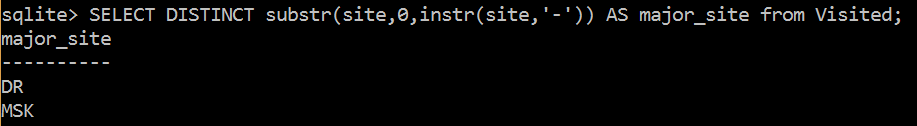 sqlite> SELECT DISTINCT substr(site,0,instr(site,'-')) AS major_site from Visited;
major_site
----------
DR
MSK